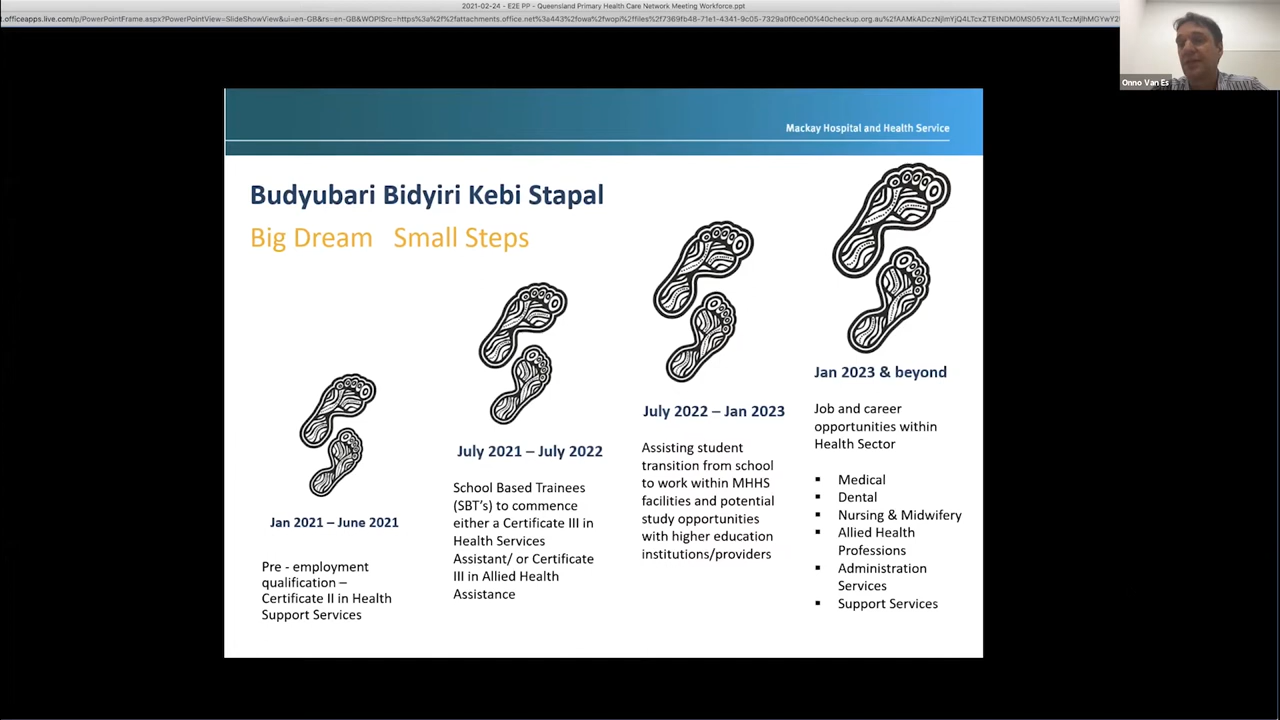 2021-02-24 - E2E PP - Queensland Primary Health Care Network Meeting Workforce.ppt
Onno Van Es
Mackay Hospital and Health Service
Budyubari Bidyiri Kebi Stapal
Big Dream Small Steps
Jan 2021 – June 2021
Pre - employment
qualification –
Certificate II in Health
Support Services
July 2021 – July 2022
School Based Trainees
(SBT's) to commence
either a Certificate III in
Health Services
Assistant/ or Certificate
III in Allied Health
Assistance
July 2022 – Jan 2023
Assisting student
transition from school
to work within MHHS
facilities and potential
study opportunities
with higher education
institutions/providers
Jan 2023 & beyond
Job and career
opportunities within
Health Sector
▪ Medical
▪ Dental
▪ Nursing & Midwifery
▪ Allied Health
Professions
▪ Administration
Services
▪ Support Services